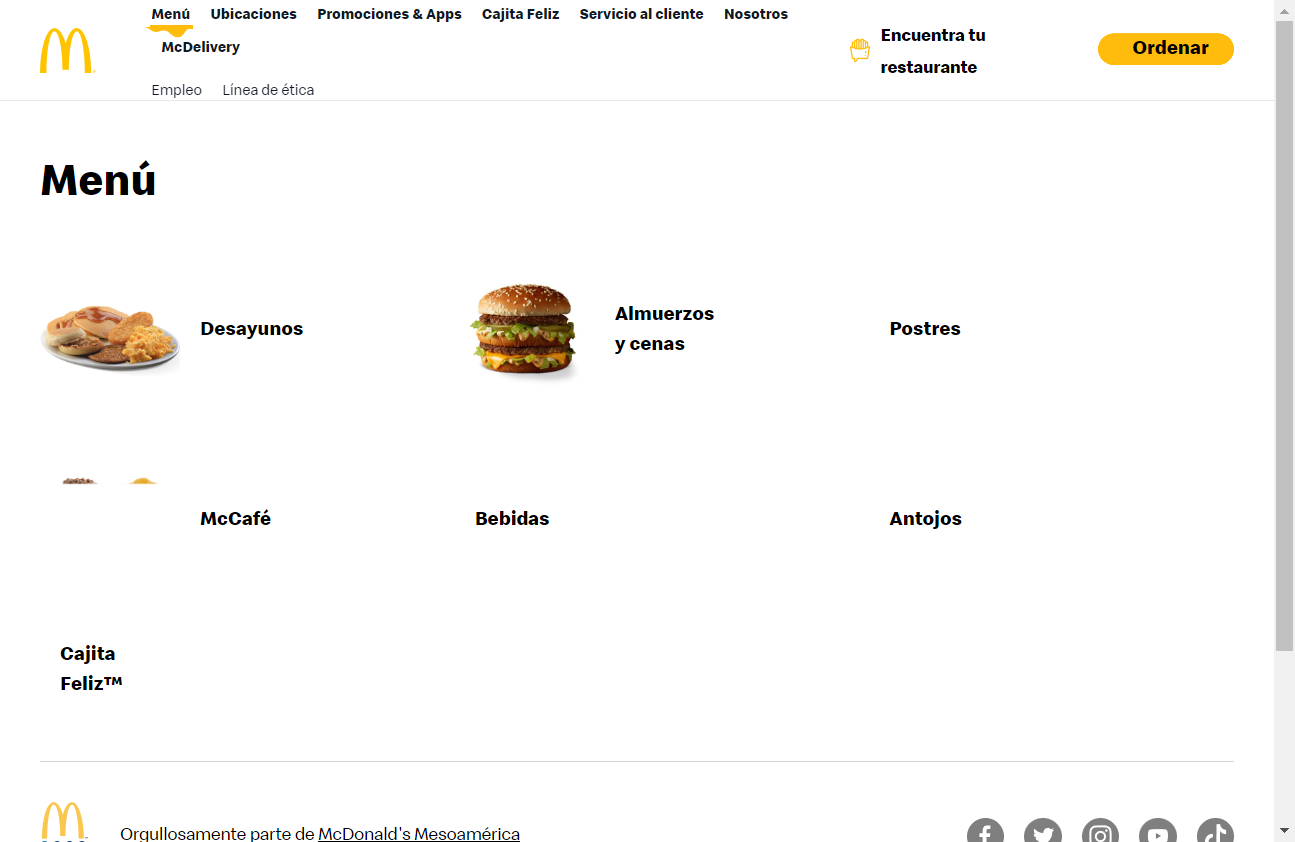 Menú
Ubicaciones
Promociones & Apps
Cajita Feliz
Servicio al cliente
Nosotros
McDelivery
Empleo
Línea de ética
Encuentra tu
restaurante
Ordenar
Menú
Desayunos
Almuerzos
y cenas
Postres
McCafé
Bebidas
Antojos
Cajita
Feliz™
Orgullosamente parte de McDonald's Mesoamérica